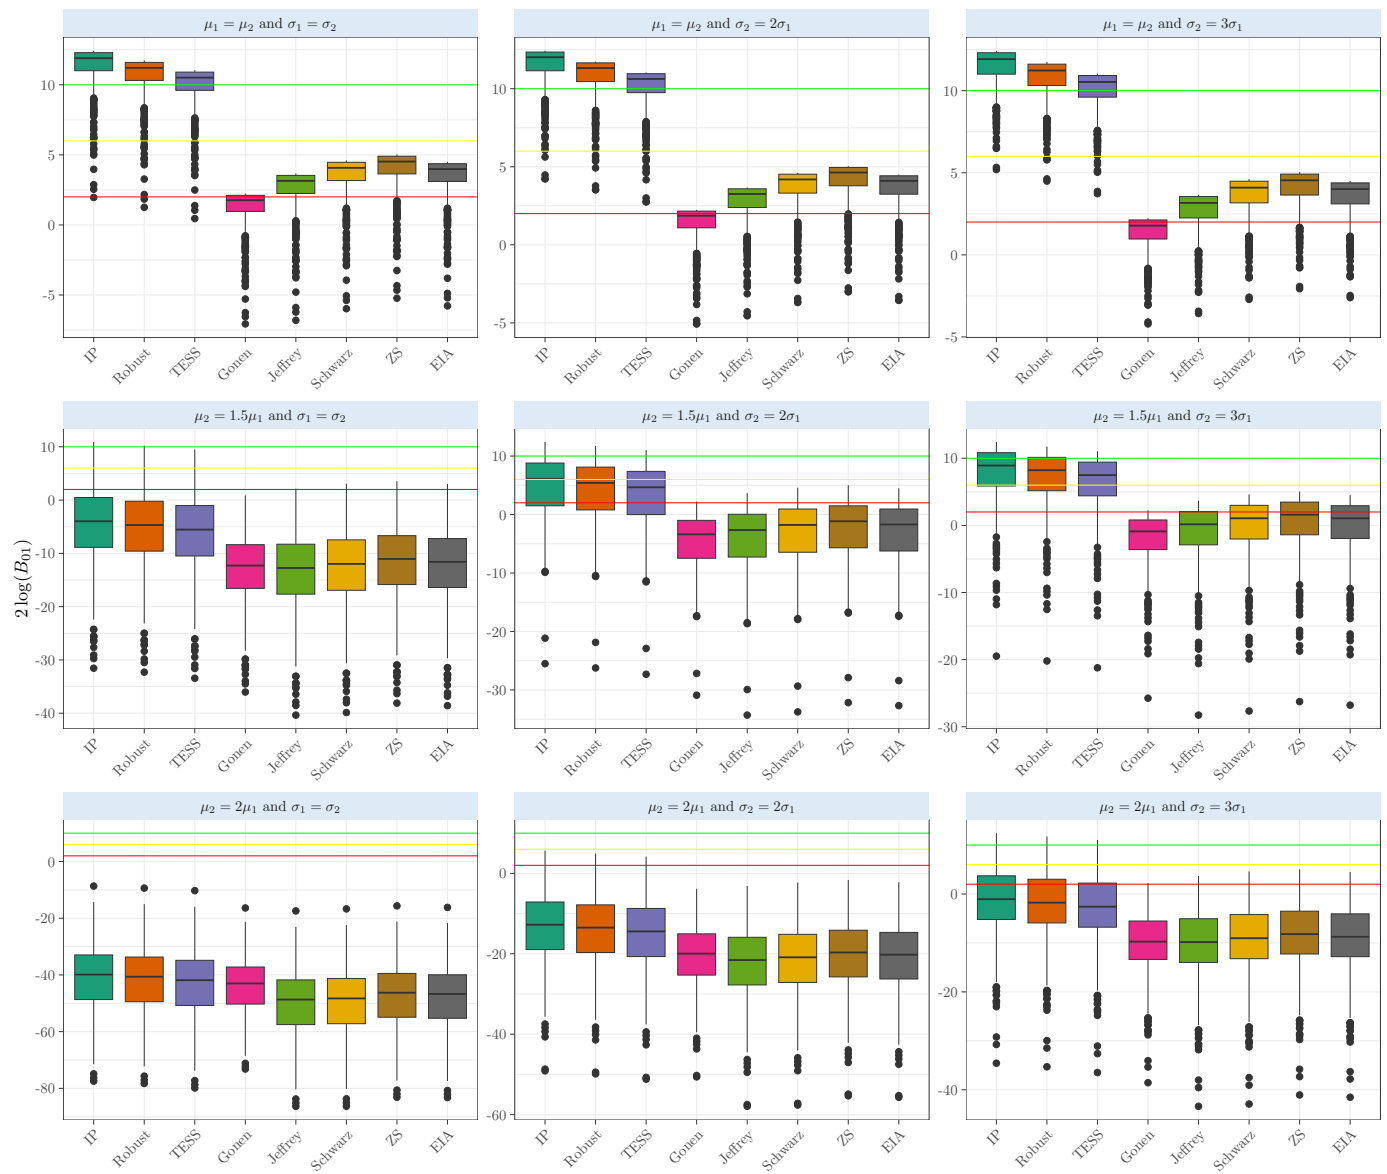 μ₁ = μ₂ and σ₁ = σ₂
μ₁ = μ₂ and σ₂ = 2σ₁
μ₁ = μ₂ and σ₂ = 3σ₁
10
5
0
-5
10
5
0
-5
10
5
0
-5
IP Robust TESS Gonen Jeffrey Schwarz ZS EIA
IP Robust TESS Gonen Jeffrey Schwarz ZS EIA
IP Robust TESS Gonen Jeffrey Schwarz ZS EIA
2 log(B₀₁)
μ₂ = 1.5μ₁ and σ₁ = σ₂
μ₂ = 1.5μ₁ and σ₂ = 2σ₁
μ₂ = 1.5μ₁ and σ₂ = 3σ₁
10
0
-10
-20
-30
-40
10
0
-10
-20
-30
10
0
-10
-20
-30
IP Robust TESS Gonen Jeffrey Schwarz ZS EIA
IP Robust TESS Gonen Jeffrey Schwarz ZS EIA
IP Robust TESS Gonen Jeffrey Schwarz ZS EIA
μ₂ = 2μ₁ and σ₁ = σ₂
μ₂ = 2μ₁ and σ₂ = 2σ₁
μ₂ = 2μ₁ and σ₂ = 3σ₁
0
-20
-40
-60
-80
0
-20
-40
-60
0
-20
-40
IP Robust TESS Gonen Jeffrey Schwarz ZS EIA
IP Robust TESS Gonen Jeffrey Schwarz ZS EIA
IP Robust TESS Gonen Jeffrey Schwarz ZS EIA